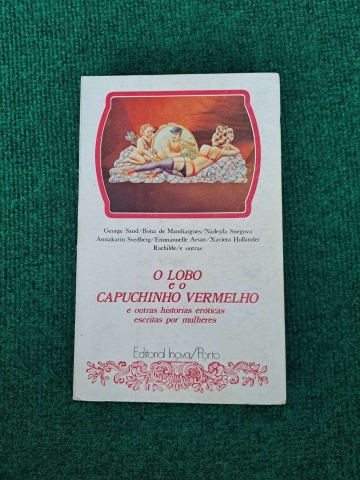 George Sand/Bona de Mandiargues/Nadejda Snegova
Annakarin Svedberg/Emmanuelle Arsan/Xaviera Hollander
Rachilde/e outras
O LOBO
e o
CAPUCHINHO VERMELHO
e outras histórias eróticas
escritas por mulheres
Editorial Inova/Porto